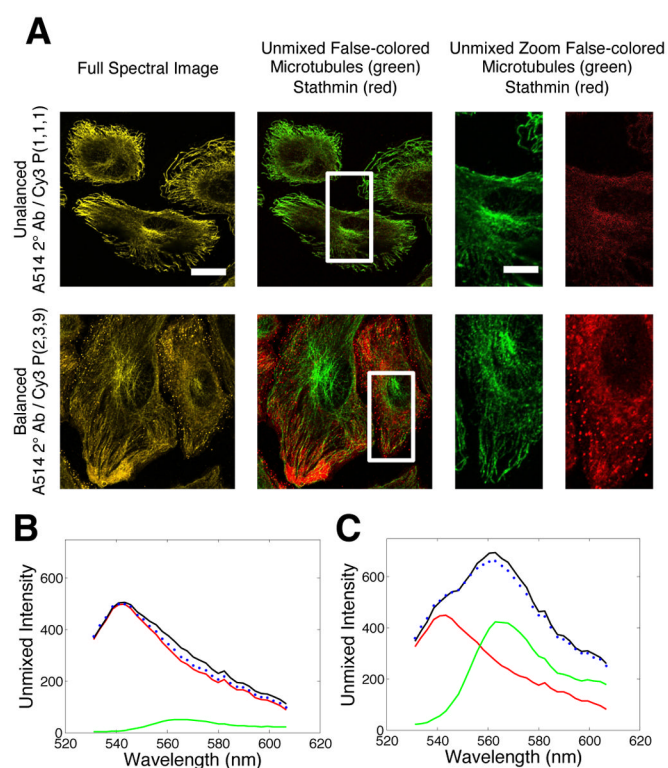 A
Full Spectral Image
Unmixed False-colored
Microtubules (green)
Stathmin (red)
Unmixed Zoom False-colored
Microtubules (green)
Stathmin (red)
Unalanced
A514 2° Ab / Cy3 P(1,1,1)
Balanced
A514 2° Ab / Cy3 P(2,3,9)
B
Unmixed Intensity
600
400
200
0
520 540 560 580 600 620
Wavelength (nm)
C
Unmixed Intensity
600
400
200
0
520 540 560 580 600 620
Wavelength (nm)